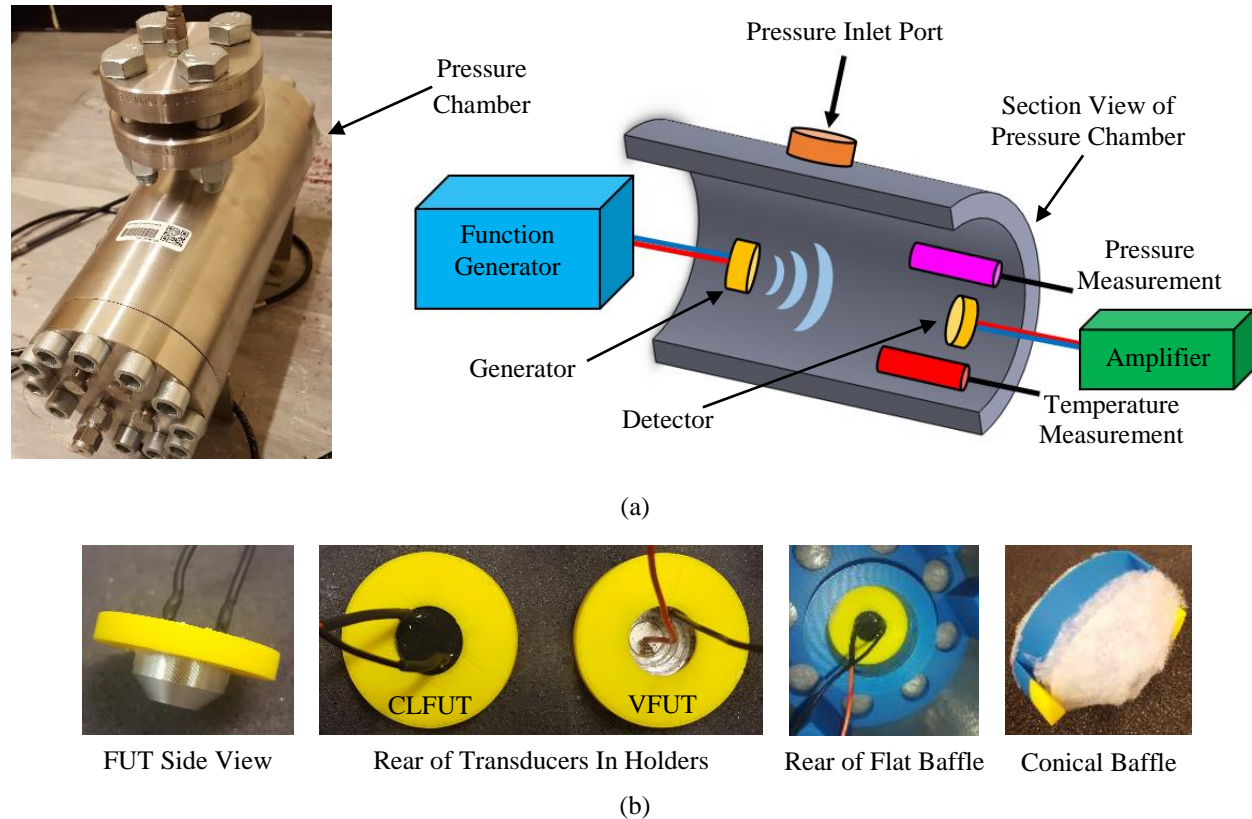 Pressure
Chamber
Pressure Inlet Port
Section View of
Pressure Chamber
Function
Generator
Pressure
Measurement
Generator
Amplifier
Detector
Temperature
Measurement
(a)
CLFUT
VFUT
FUT Side View
Rear of Transducers In Holders
Rear of Flat Baffle
Conical Baffle
(b)